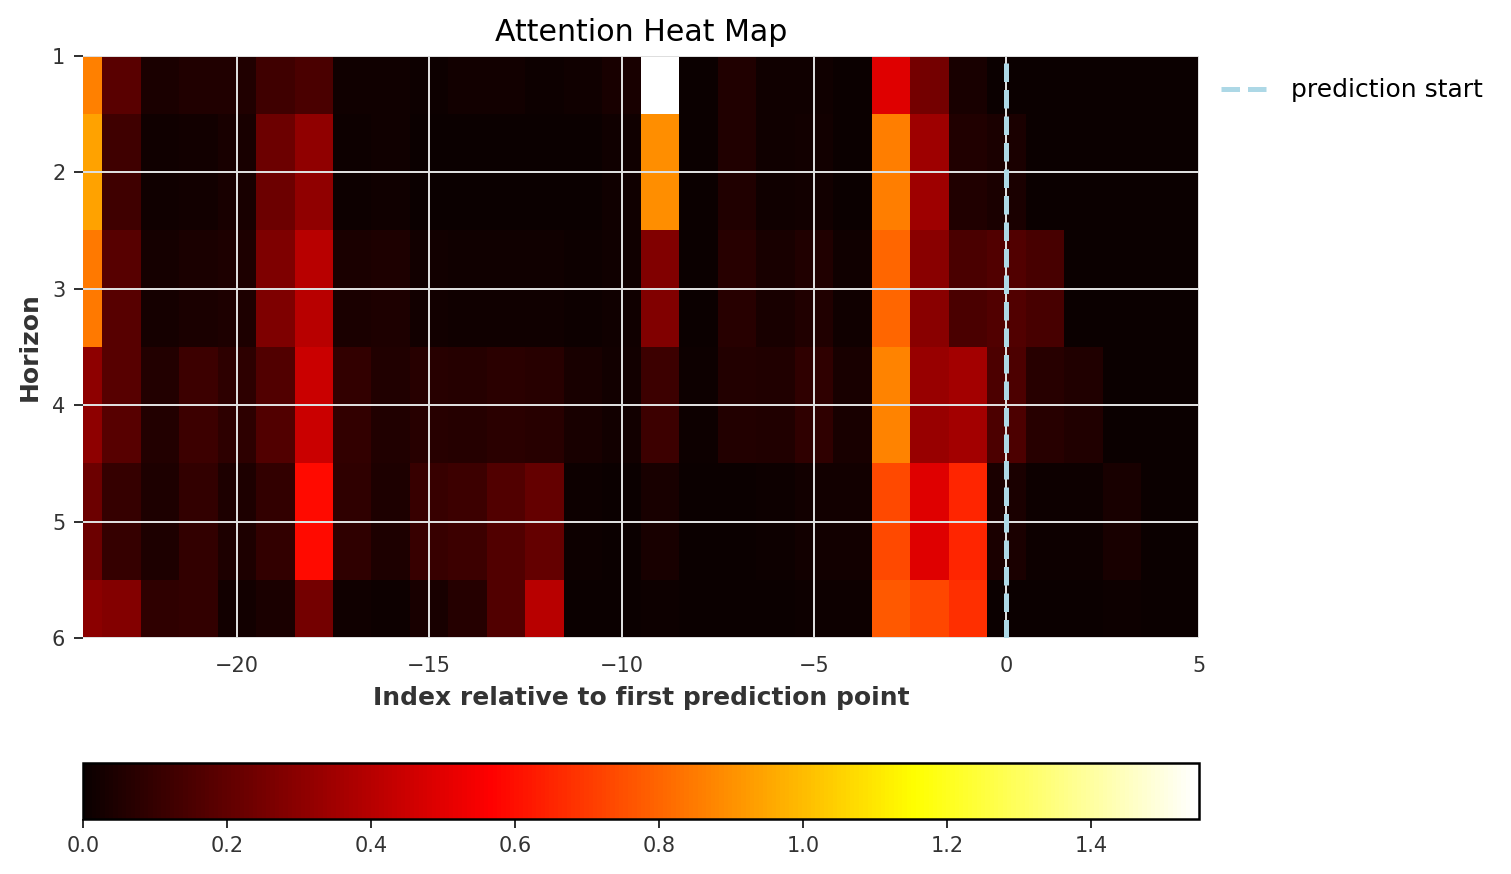 Attention Heat Map
1
2
3
4
5
6
Horizon
prediction start
−20 −15 −10 −5 0 5
Index relative to first prediction point
0.0 0.2 0.4 0.6 0.8 1.0 1.2 1.4